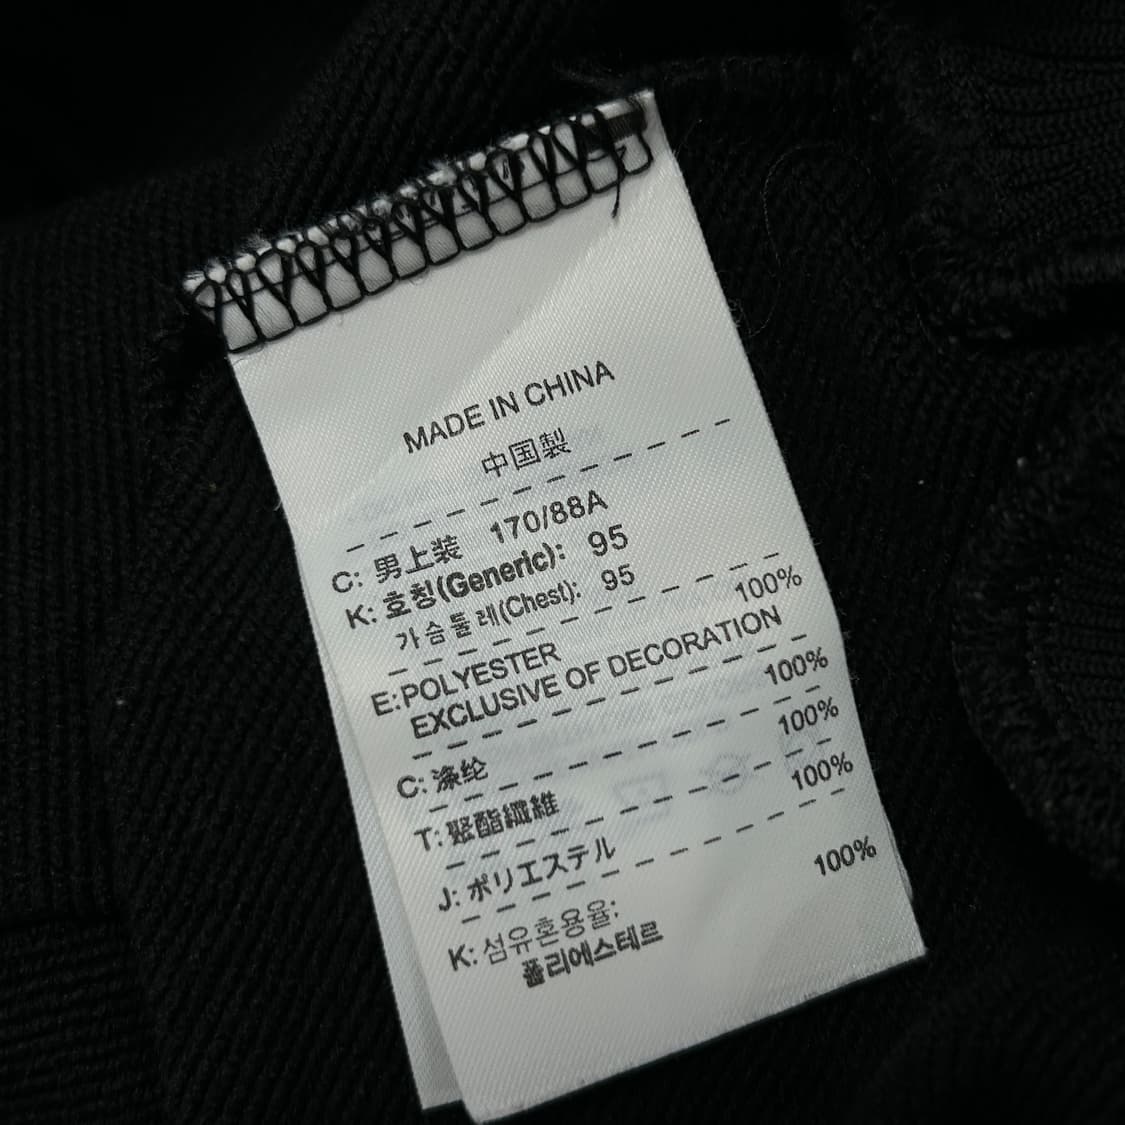 MADE IN CHINA
中国製
C: 男上装 170/88A
K: 호칭(Generic): 95
가슴둘레(Chest): 95
E:POLYESTER 100%
EXCLUSIVE OF DECORATION
C: 涤纶 100%
T: 聚酯纖維 100%
J: ポリエステル 100%
K: 섬유혼용율:
폴리에스테르 100%